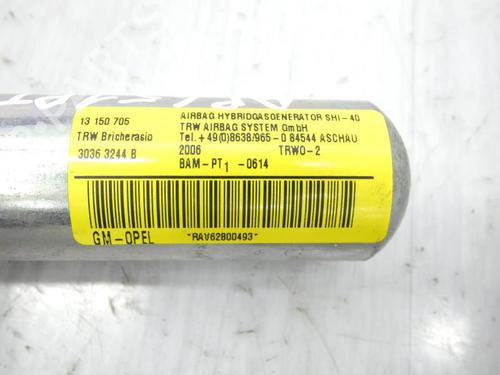 13 150 705
TRW Bricherasio
3036 3244 B
AIRBAG HYBRIDGASGENERATOR SHI-40
TRW AIRBAG SYSTEM GmbH
Tel.+49(0)8638/965-0 84544 ASCHAU
2006 TRWO-2
BAM-PT1 -0614
GM-OPEL
"RAV62800493"